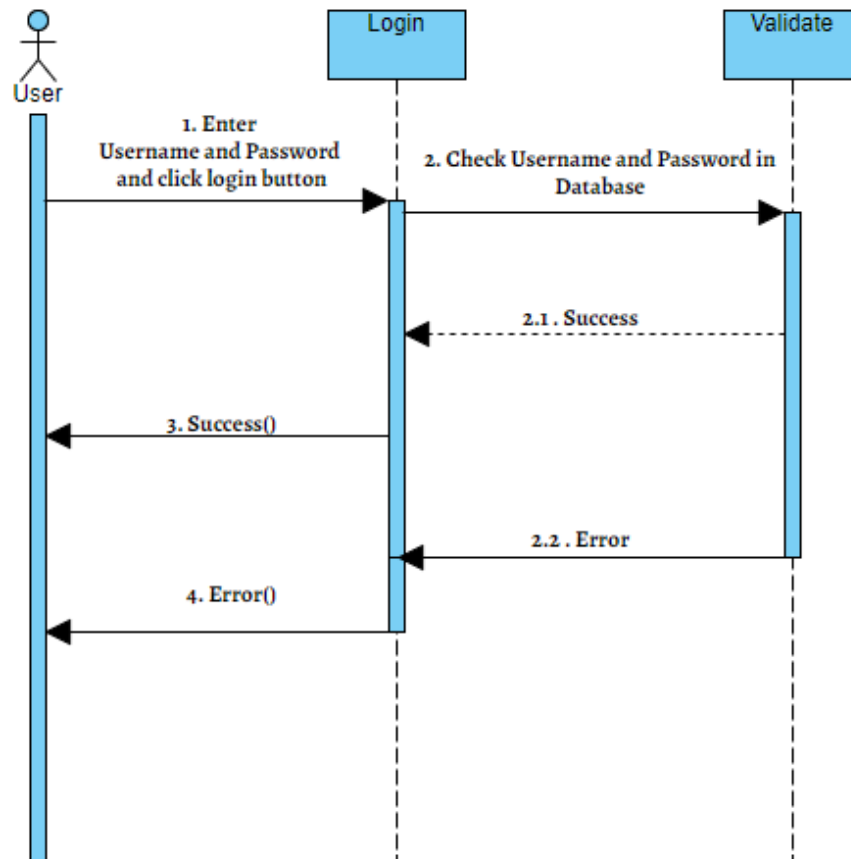 Login
Validate
User
1. Enter
Username and Password
and click login button
2. Check Username and Password in
Database
2.1 . Success
3. Success()
2.2 . Error
4. Error()